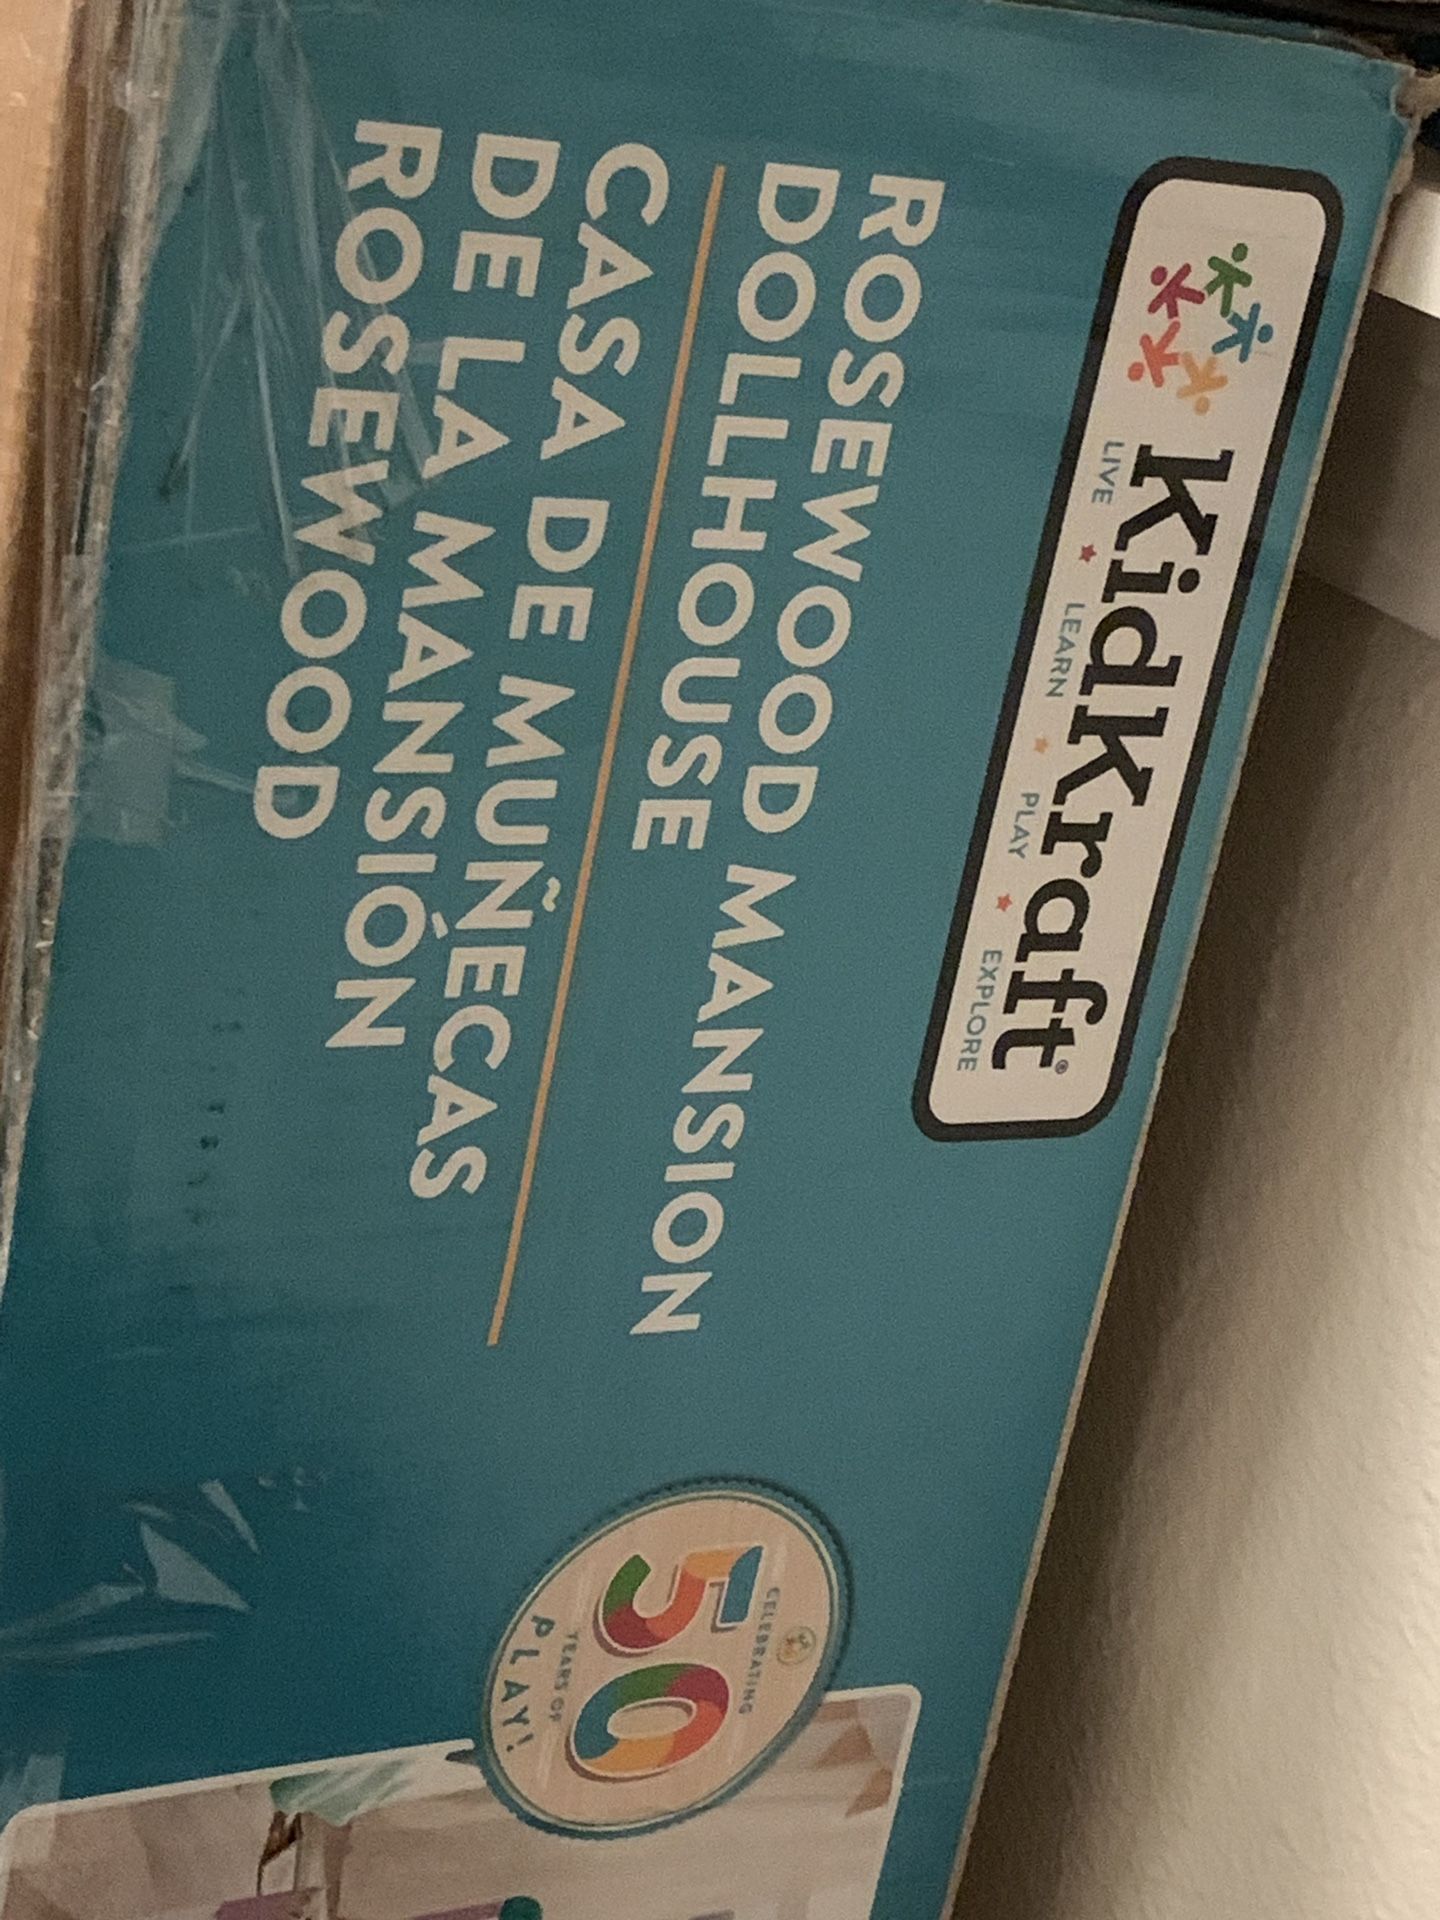 KidKraft®
LIVE ★ LEARN ★ PLAY ★ EXPLORE
ROSEWOOD MANSION
DOLLHOUSE
CASA DE MUÑECAS
DE LA MANSIÓN
ROSEWOOD
CELEBRATING
50
YEARS OF
PLAY!